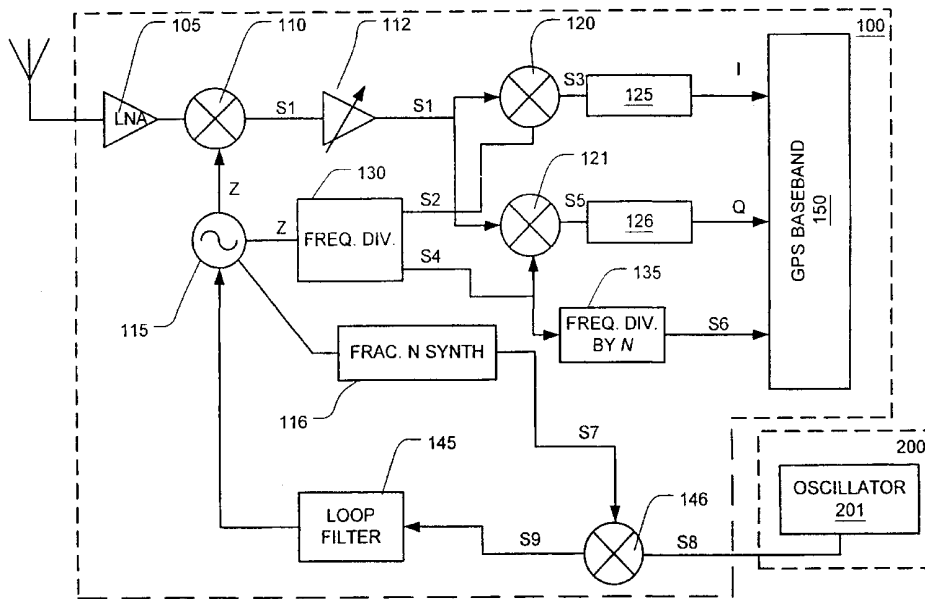 105
110
112
120
100
LNA
S1
S1
S3
125
I
GPS BASEBAND
150
Z
130
S2
121
S5
126
Q
Z
FREQ. DIV.
S4
135
115
FREQ. DIV.
BY N
S6
FRAC. N SYNTH
116
S7
145
200
OSCILLATOR
201
146
LOOP
FILTER
S9
S8